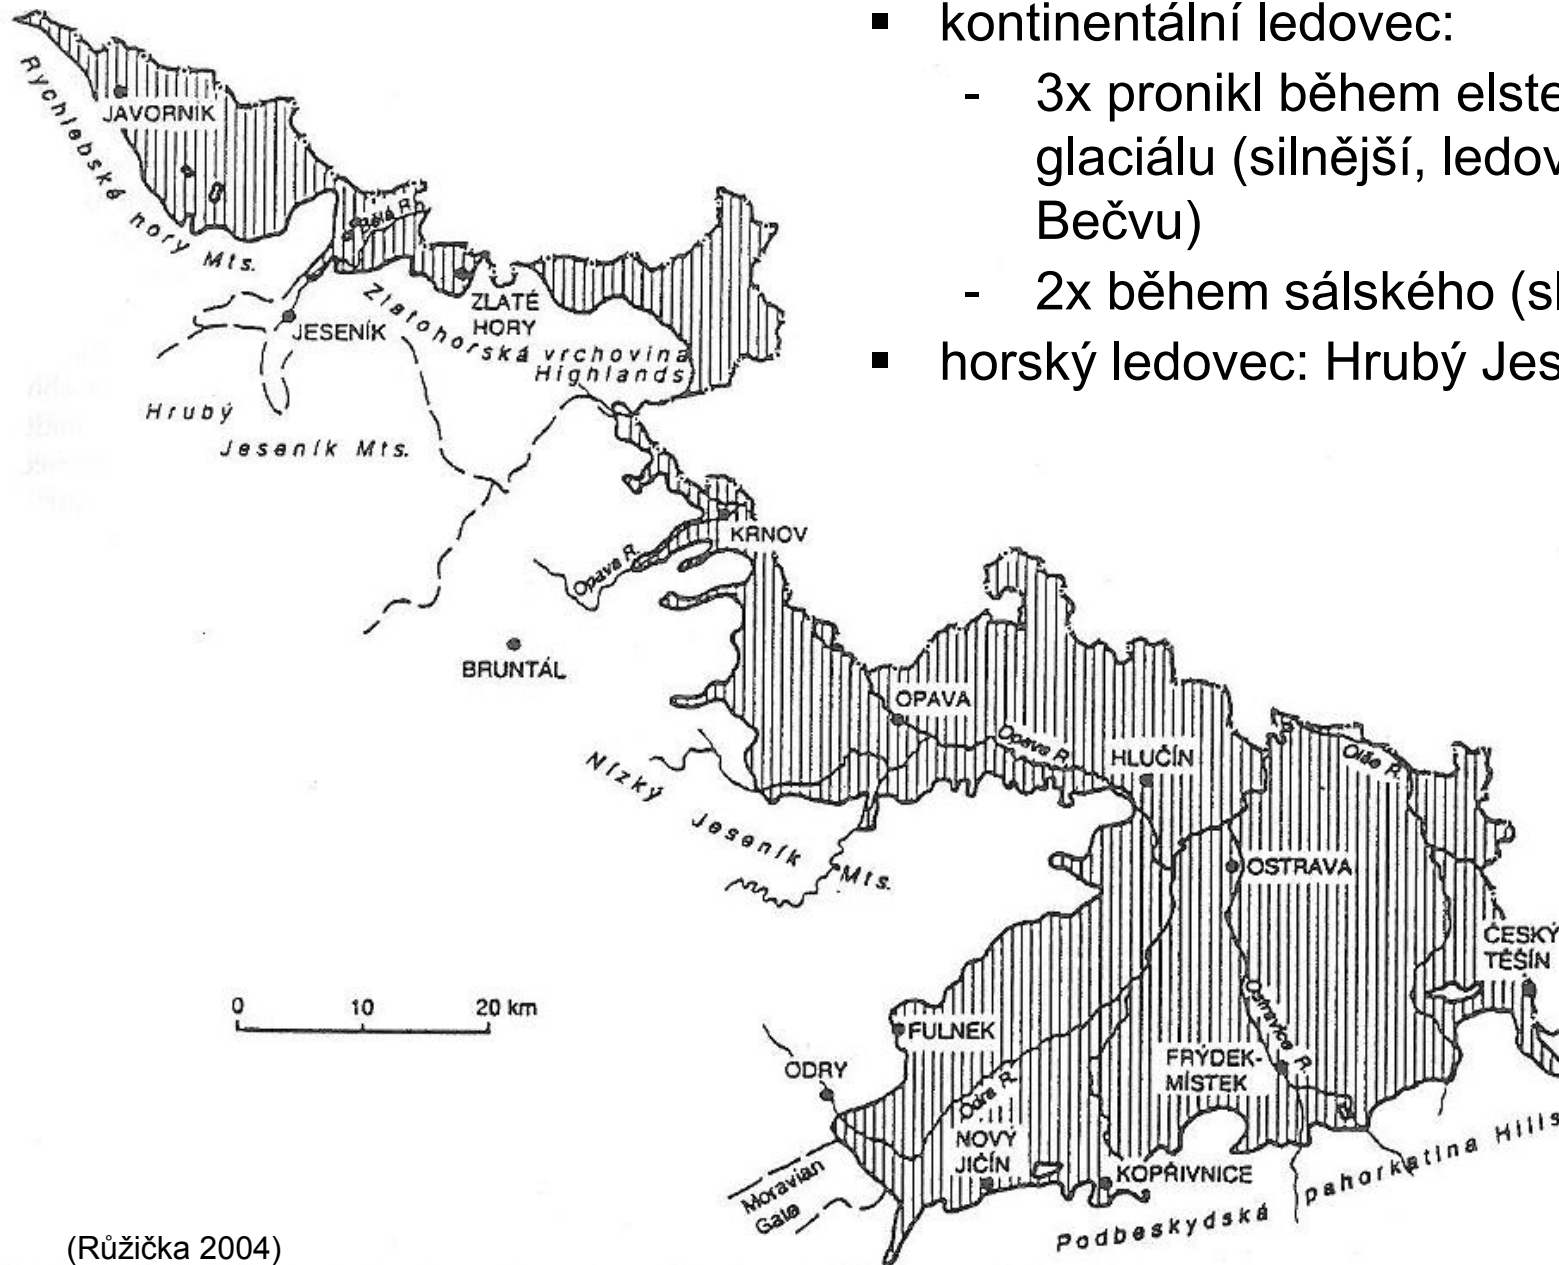 kontinentální ledovec:
- 3x pronikl během elste
glaciálu (silnější, ledov
Bečvu)
- 2x během sálského (sl
horský ledovec: Hrubý Jes
Rychlebské hory Mts.
JAVORNÍK
Bělá R.
JESENÍK
ZLATÉ
HORY
Zlatohorská vrchovina
Highlands
Hrubý
Jeseník Mts.
KRNOV
Opava R.
BRUNTÁL
OPAVA
Opava R.
HLUČÍN
Olše R.
Nízký Jeseník Mts.
OSTRAVA
ČESKÝ
TĚŠÍN
0 10 20 km
FULNEK
Ostravice R.
ODRY
FRÝDEK-
MÍSTEK
Odra R.
NOVÝ
JIČÍN
KOPŘIVNICE
Moravian
Gate
Podbeskydská pahorkatina Hills
(Růžička 2004)